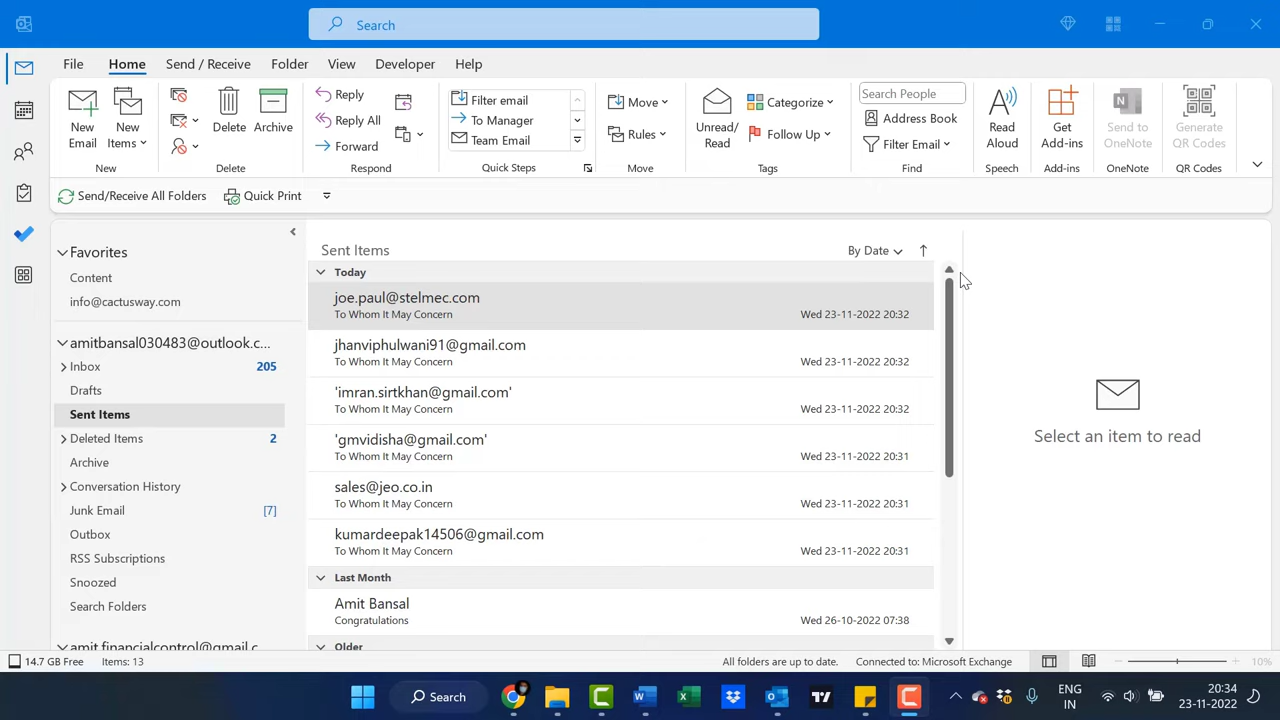 Search
File
Home
Send / Receive
Folder
View
Developer
Help
New
Email
New
Items
New
Delete
Archive
Delete
Reply
Reply All
Forward
Respond
Filter email
To Manager
Team Email
Quick Steps
Move
Rules
Move
Unread/
Read
Categorize
Follow Up
Tags
Search People
Address Book
Filter Email
Find
Read
Aloud
Speech
Get
Add-ins
Add-ins
Send to
OneNote
OneNote
Generate
QR Codes
QR Codes
Send/Receive All Folders
Quick Print
Favorites
Content
info@cactusway.com
amitbansal030483@outlook.c...
Inbox 205
Drafts
Sent Items
Deleted Items 2
Archive
Conversation History
Junk Email [7]
Outbox
RSS Subscriptions
Snoozed
Search Folders
amit.financialcontrol@gmail.c...
Sent Items By Date
Today
joe.paul@stelmec.com
To Whom It May Concern Wed 23-11-2022 20:32
jhanviphulwani91@gmail.com
To Whom It May Concern Wed 23-11-2022 20:32
'imran.sirtkhan@gmail.com'
To Whom It May Concern Wed 23-11-2022 20:32
'gmvidisha@gmail.com'
To Whom It May Concern Wed 23-11-2022 20:31
sales@jeo.co.in
To Whom It May Concern Wed 23-11-2022 20:31
kumardeepak14506@gmail.com
To Whom It May Concern Wed 23-11-2022 20:31
Last Month
Amit Bansal
Congratulations Wed 26-10-2022 07:38
Older
Select an item to read
14.7 GB Free Items: 13 All folders are up to date. Connected to: Microsoft Exchange 10%
Search
ENG
IN
20:34
23-11-2022